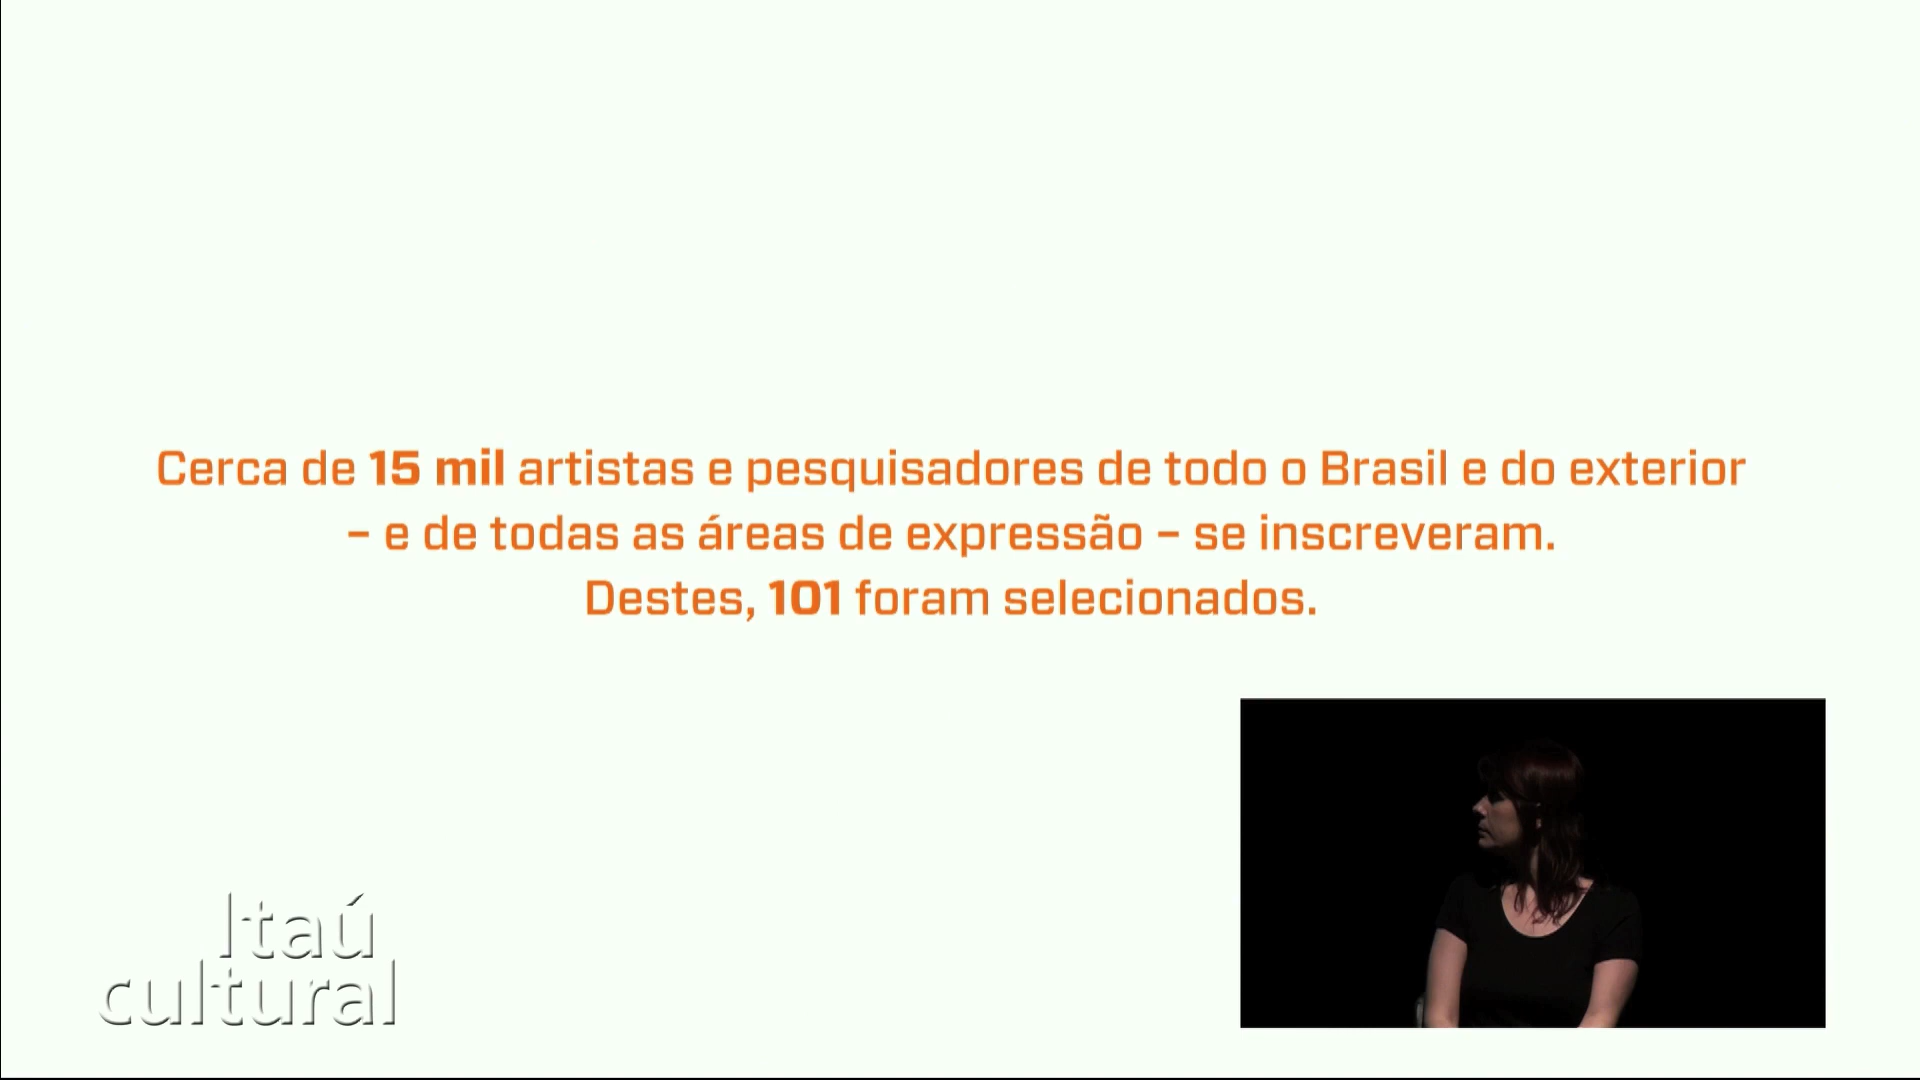 Cerca de 15 mil artistas e pesquisadores de todo o Brasil e do exterior
– e de todas as áreas de expressão – se inscreveram.
Destes, 101 foram selecionados.
Itaú
cultural